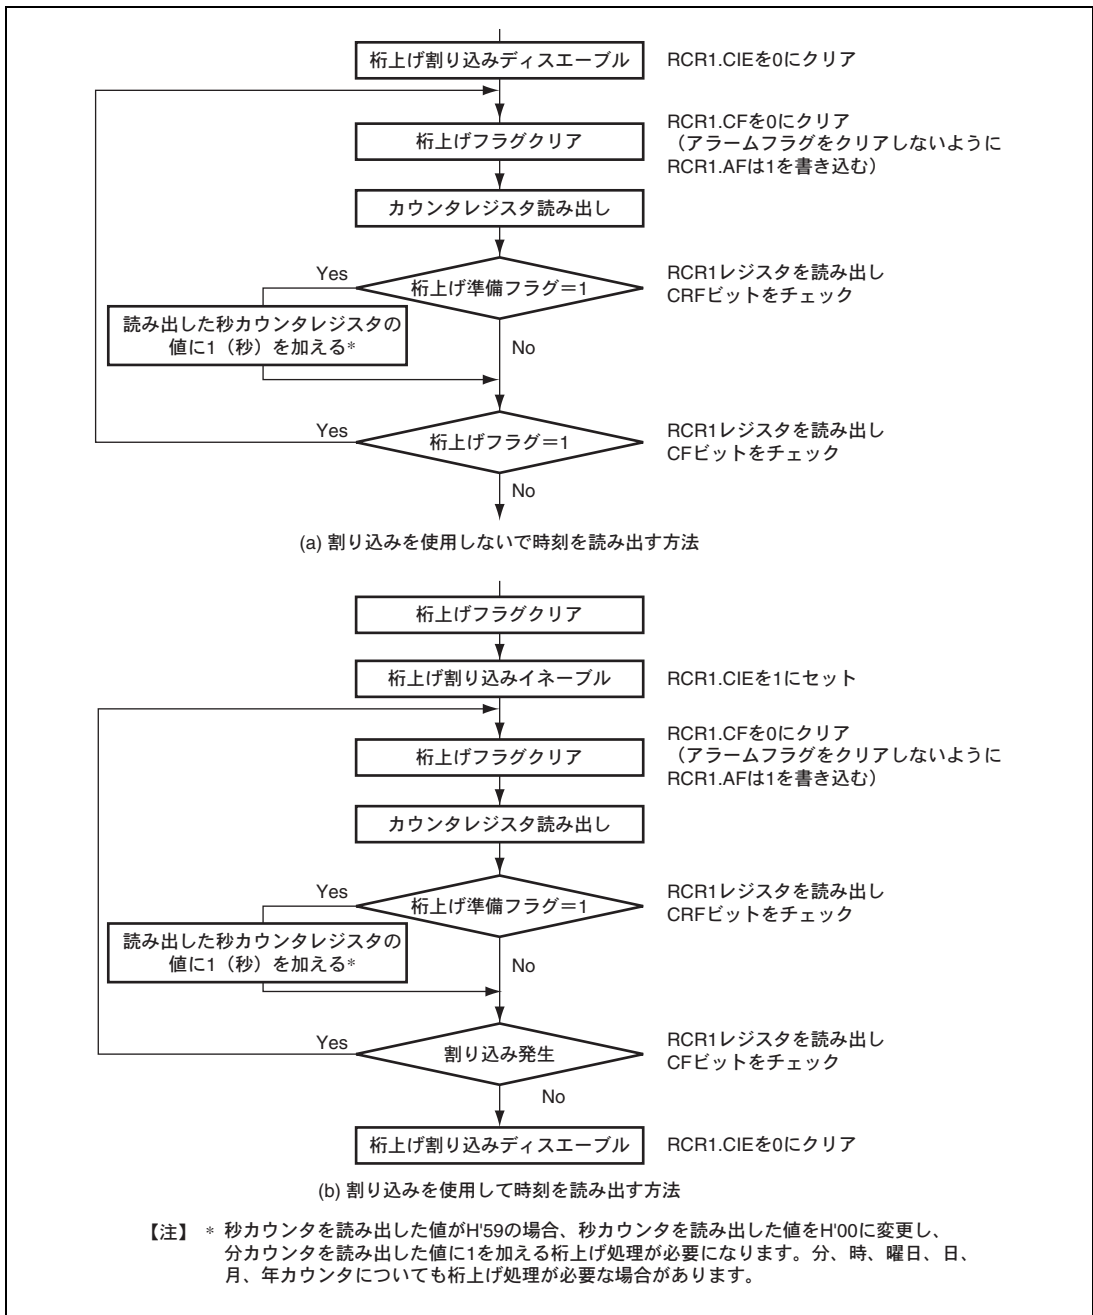 桁上げ割り込みディスエーブル
RCR1.CIEを0にクリア
桁上げフラグクリア
RCR1.CFを0にクリア
（アラームフラグをクリアしないように
RCR1.AFは1を書き込む）
カウンタレジスタ読み出し
Yes
桁上げ準備フラグ＝1
RCR1レジスタを読み出し
CRFビットをチェック
読み出した秒カウンタレジスタの
値に1（秒）を加える*
No
Yes
桁上げフラグ＝1
RCR1レジスタを読み出し
CFビットをチェック
No
(a) 割り込みを使用しないで時刻を読み出す方法
桁上げフラグクリア
桁上げ割り込みイネーブル
RCR1.CIEを1にセット
桁上げフラグクリア
RCR1.CFを0にクリア
（アラームフラグをクリアしないように
RCR1.AFは1を書き込む）
カウンタレジスタ読み出し
Yes
桁上げ準備フラグ＝1
RCR1レジスタを読み出し
CRFビットをチェック
読み出した秒カウンタレジスタの
値に1（秒）を加える*
No
Yes
割り込み発生
RCR1レジスタを読み出し
CFビットをチェック
No
桁上げ割り込みディスエーブル
RCR1.CIEを0にクリア
(b) 割り込みを使用して時刻を読み出す方法
【注】 * 秒カウンタを読み出した値がH'59の場合、秒カウンタを読み出した値をH'00に変更し、
分カウンタを読み出した値に1を加える桁上げ処理が必要になります。分、時、曜日、日、
月、年カウンタについても桁上げ処理が必要な場合があります。